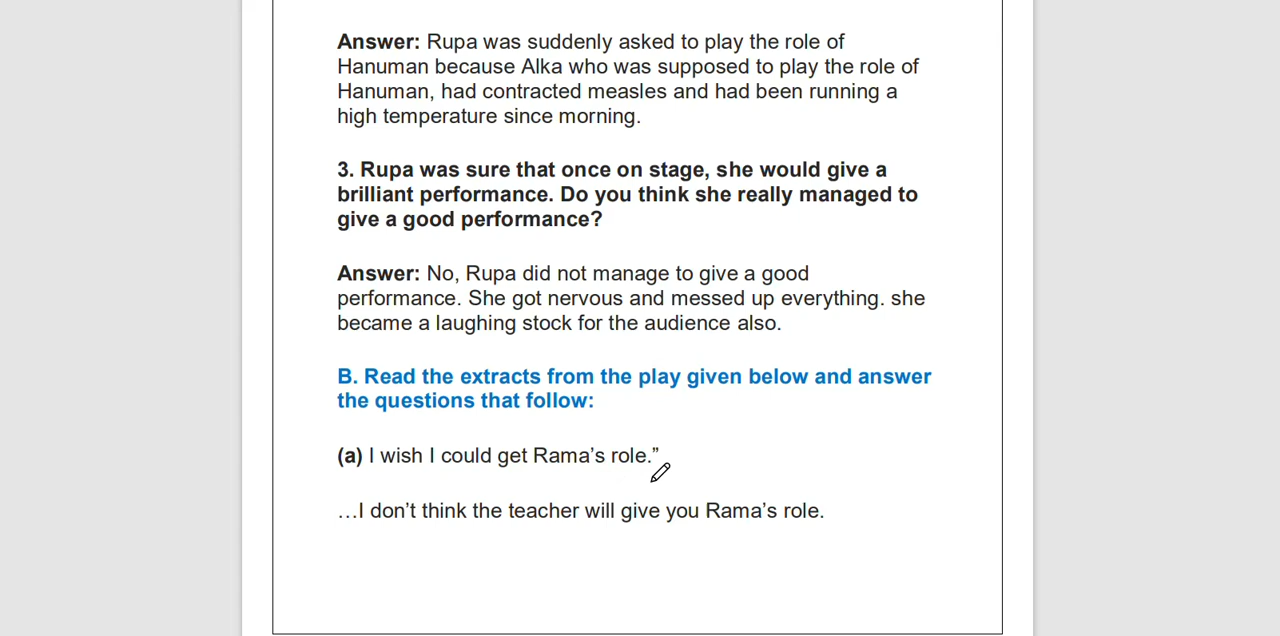 Answer: Rupa was suddenly asked to play the role of
Hanuman because Alka who was supposed to play the role of
Hanuman, had contracted measles and had been running a
high temperature since morning.
3. Rupa was sure that once on stage, she would give a
brilliant performance. Do you think she really managed to
give a good performance?
Answer: No, Rupa did not manage to give a good
performance. She got nervous and messed up everything. she
became a laughing stock for the audience also.
B. Read the extracts from the play given below and answer
the questions that follow:
(a) I wish I could get Rama’s role.”
…I don’t think the teacher will give you Rama’s role.